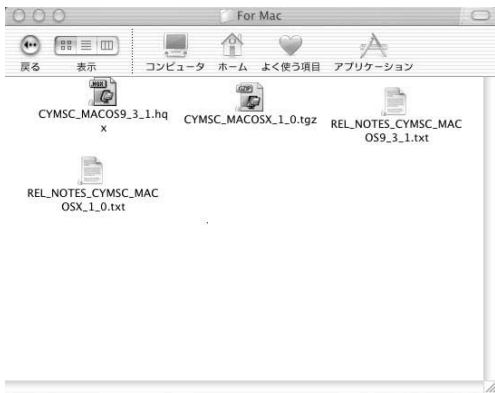 For Mac
戻る
表示
コンピュータ ホーム よく使う項目 アプリケーション
HQX
GZIP
CYMSC_MACOS9_3_1.hq
x
CYMSC_MACOSX_1_0.tgz
REL_NOTES_CYMSC_MAC
OS9_3_1.txt
REL_NOTES_CYMSC_MAC
OSX_1_0.txt